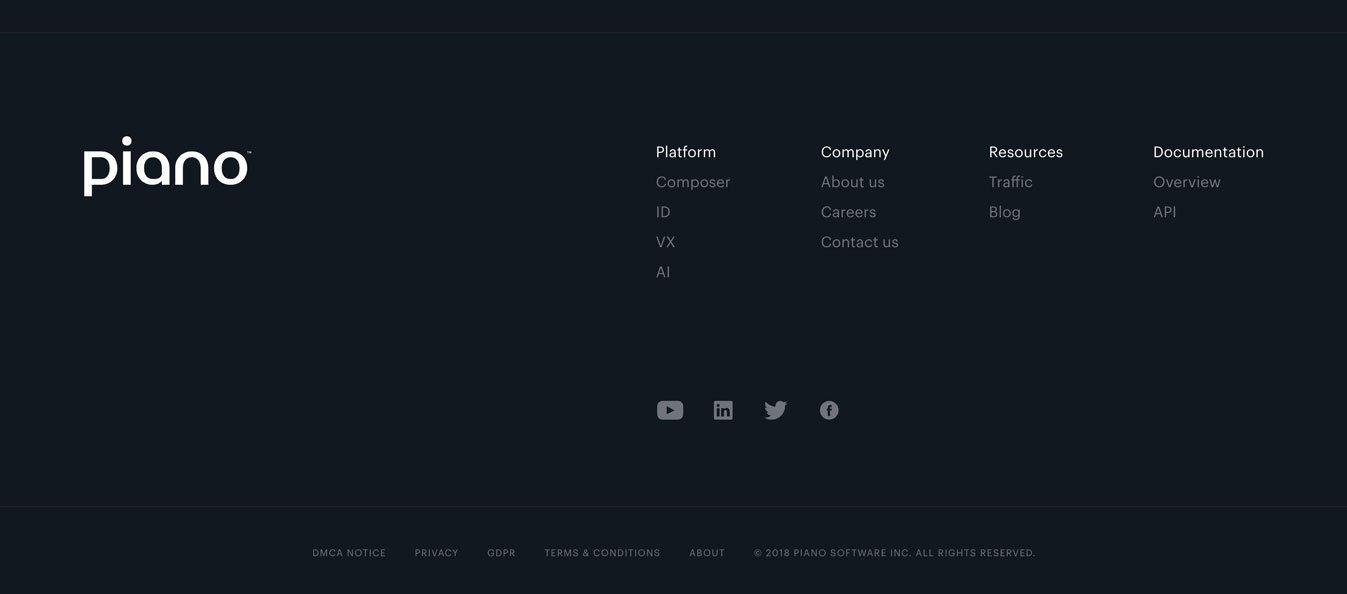 piano™
Platform
Composer
ID
VX
AI
Company
About us
Careers
Contact us
Resources
Traffic
Blog
Documentation
Overview
API
in
f
DMCA NOTICE PRIVACY GDPR TERMS & CONDITIONS ABOUT © 2018 PIANO SOFTWARE INC. ALL RIGHTS RESERVED.